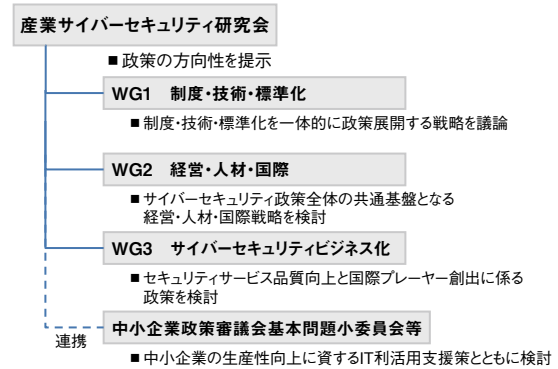 産業サイバーセキュリティ研究会
■政策の方向性を提示
WG1 制度・技術・標準化
■制度・技術・標準化を一体的に政策展開する戦略を議論
WG2 経営・人材・国際
■サイバーセキュリティ政策全体の共通基盤となる
経営・人材・国際戦略を検討
WG3 サイバーセキュリティビジネス化
■セキュリティサービス品質向上と国際プレーヤー創出に係る
政策を検討
中小企業政策審議会基本問題小委員会等
連携
■中小企業の生産性向上に資するIT利活用支援策とともに検討